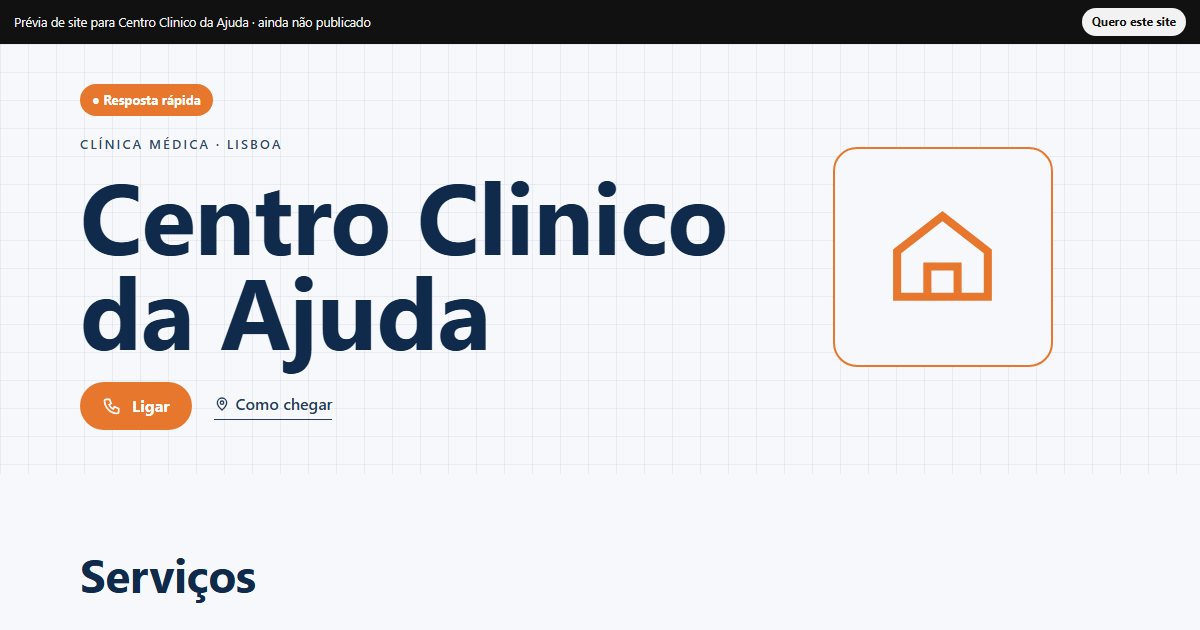 Prévia de site para Centro Clinico da Ajuda · ainda não publicado
Quero este site
Resposta rápida
CLÍNICA MÉDICA · LISBOA
Centro Clinico
da Ajuda
Ligar
Como chegar
Serviços